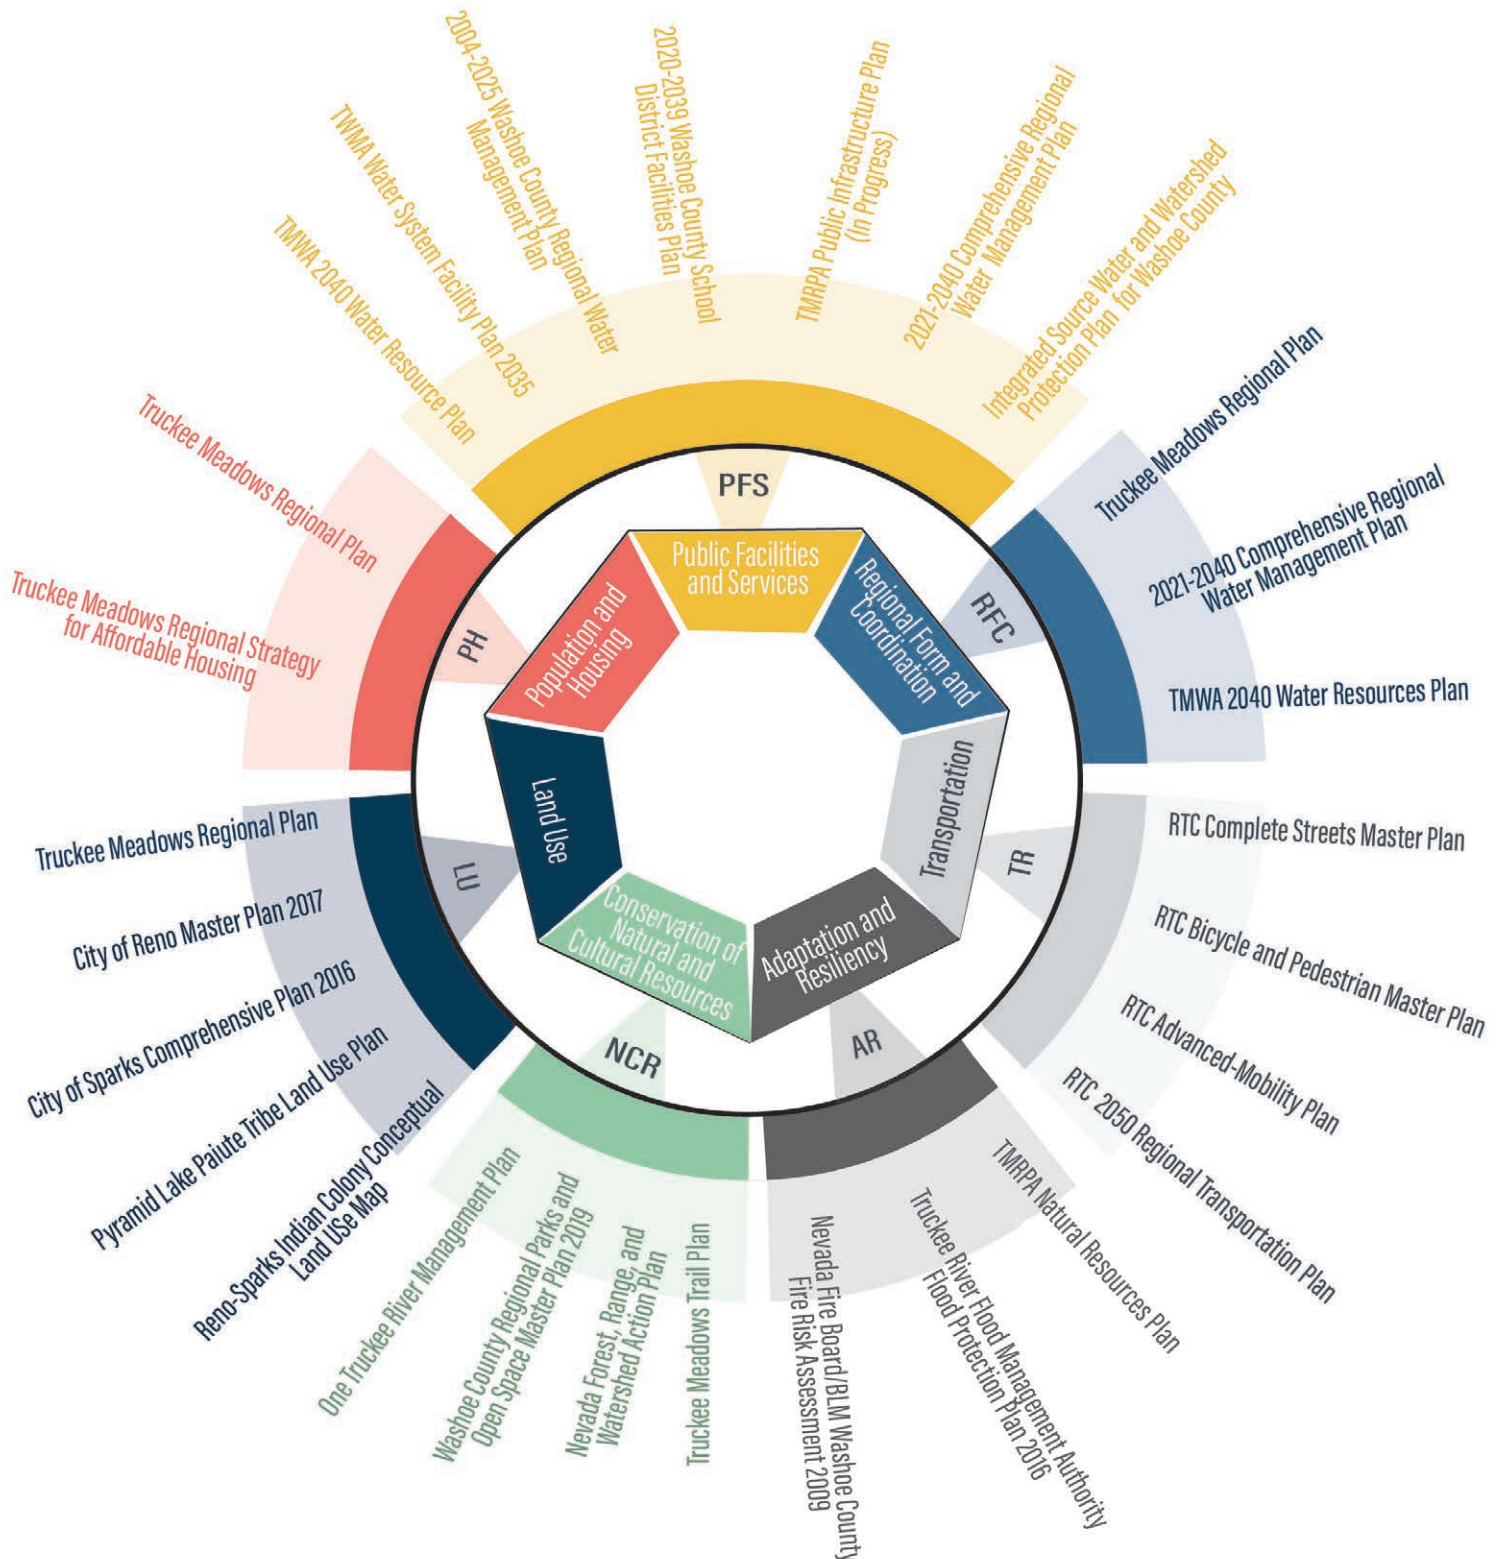 2004-2025 Washoe County Regional Water
Management Plan
2020-2039 Washoe County School
District Facilities Plan
TMRPA Public Infrastructure Plan
(In Progress)
2021-2040 Comprehensive Regional
Water Management Plan
Integrated Source Water and Watershed
Protection Plan for Washoe County
TWMA Water System Facility Plan 2035
TMWA 2040 Water Resource Plan
Truckee Meadows Regional Plan
Truckee Meadows Regional Strategy
for Affordable Housing
Truckee Meadows Regional Plan
2021-2040 Comprehensive Regional
Water Management Plan
TMWA 2040 Water Resources Plan
PFS
RFC
TR
AR
NCR
LU
PH
Public Facilities
and Services
Regional Form and
Coordination
Transportation
Adaptation and
Resiliency
Conservation of
Natural and
Cultural Resources
Land Use
Population and
Housing
RTC Complete Streets Master Plan
RTC Bicycle and Pedestrian Master Plan
RTC Advanced-Mobility Plan
RTC 2050 Regional Transportation Plan
TMRPA Natural Resources Plan
Truckee River Flood Management Authority
Flood Protection Plan 2016
Nevada Fire Board/BLM Washoe County
Fire Risk Assessment 2009
Truckee Meadows Trail Plan
Nevada Forest, Range, and
Watershed Action Plan
Washoe County Regional Parks and
Open Space Master Plan 2019
One Truckee River Management Plan
Truckee Meadows Regional Plan
City of Reno Master Plan 2017
City of Sparks Comprehensive Plan 2016
Pyramid Lake Paiute Tribe Land Use Plan
Reno-Sparks Indian Colony Conceptual
Land USe Map